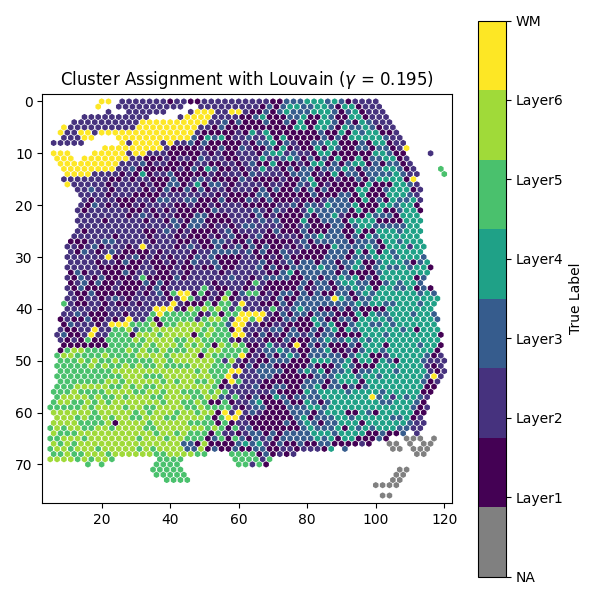 Cluster Assignment with Louvain (γ = 0.195)
0
10
20
30
40
50
60
70
20
40
60
80
100
120
WM
Layer6
Layer5
Layer4
Layer3
Layer2
Layer1
NA
True Label